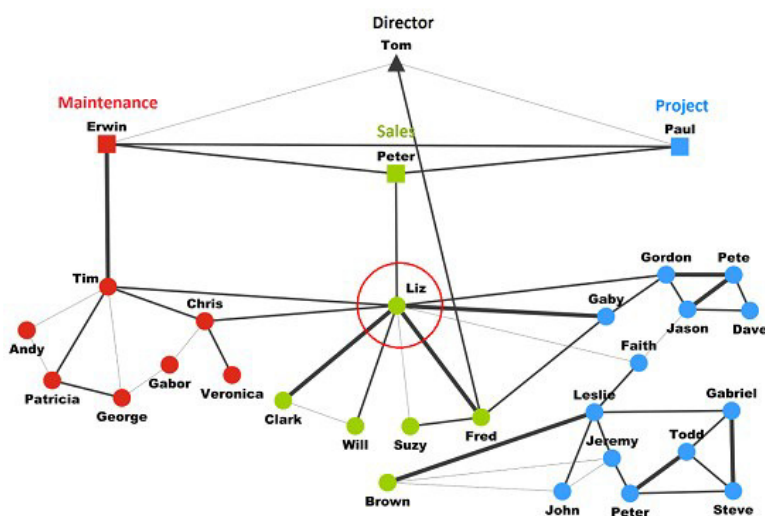 Director
Tom
Maintenance
Erwin
Sales
Peter
Project
Paul
Tim
Chris
Liz
Gordon
Pete
Gaby
Jason
Dave
Andy
Patricia
George
Gabor
Veronica
Faith
Clark
Will
Suzy
Fred
Leslie
Gabriel
Jeremy
Todd
Brown
John
Peter
Steve